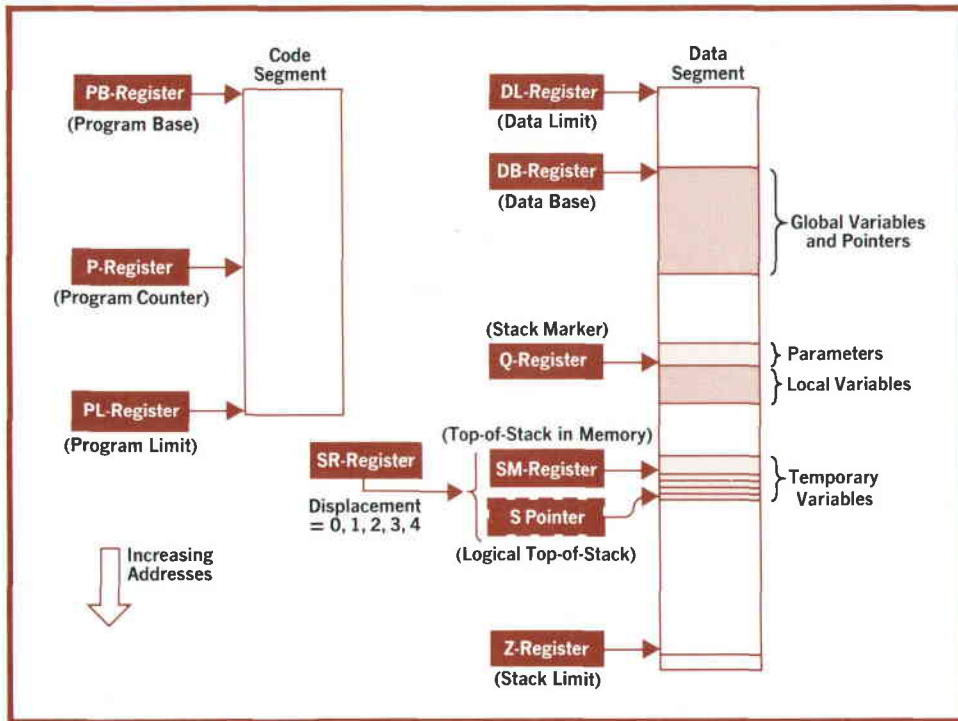 Code
Segment
PB-Register
(Program Base)
P-Register
(Program Counter)
PL-Register
(Program Limit)
Data
Segment
DL-Register
(Data Limit)
DB-Register
(Data Base)
Global Variables
and Pointers
(Stack Marker)
Q-Register
Parameters
Local Variables
(Top-of-Stack in Memory)
SR-Register
SM-Register
Displacement
= 0, 1, 2, 3, 4
S Pointer
(Logical Top-of-Stack)
Temporary
Variables
Increasing
Addresses
Z-Register
(Stack Limit)